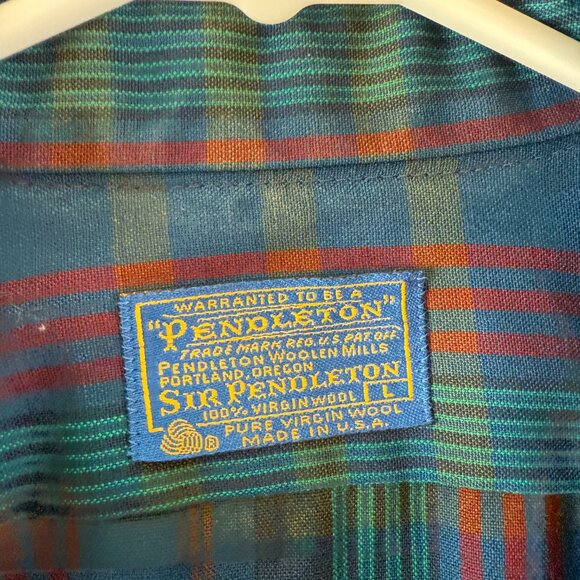 WARRANTED TO BE A
"PENDLETON"
TRADE MARK REG. U.S. PAT. OFF.
PENDLETON WOOLEN MILLS
PORTLAND, OREGON
SIR PENDLETON
100% VIRGIN WOOL L
PURE VIRGIN WOOL
® MADE IN U.S.A.